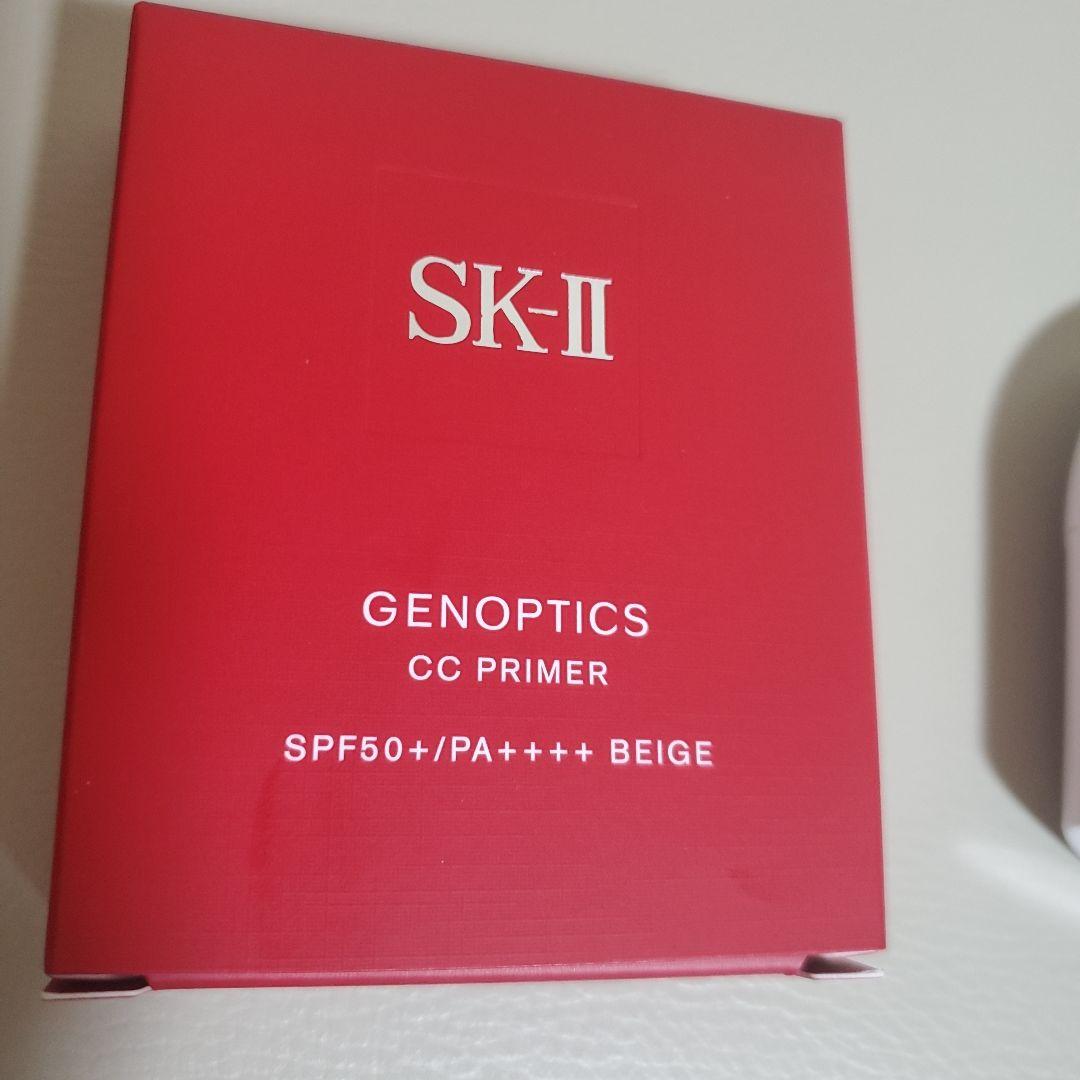 SK-II
GENOPTICS
CC PRIMER
SPF50+/PA++++ BEIGE